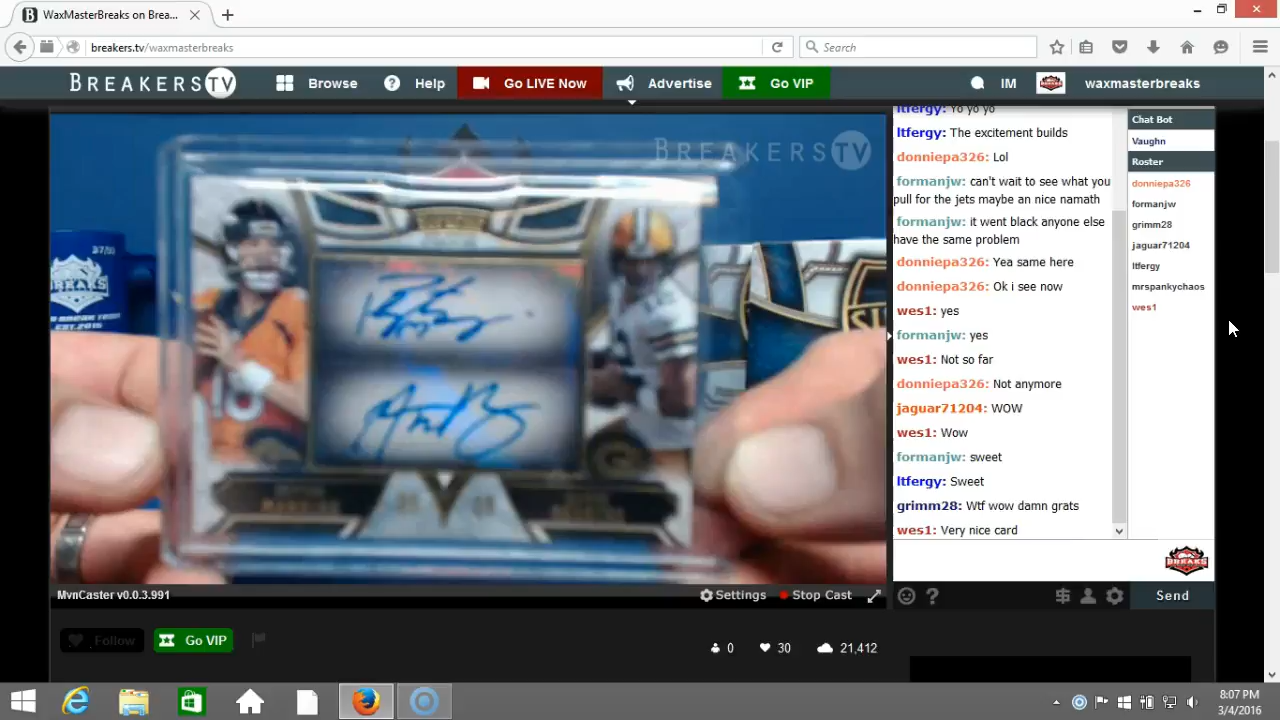 WaxMasterBreaks on Brea...
breakers.tv/waxmasterbreaks
Search
BREAKERS TV
Browse
Help
Go LIVE Now
Advertise
Go VIP
IM
waxmasterbreaks
BREAKERS TV
BREAKS
ltfergy: Yo yo yo
ltfergy: The excitement builds
donniepa326: Lol
formanjw: can't wait to see what you
pull for the jets maybe an nice namath
formanjw: it went black anyone else
have the same problem
donniepa326: Yea same here
donniepa326: Ok i see now
wes1: yes
formanjw: yes
wes1: Not so far
donniepa326: Not anymore
jaguar71204: WOW
wes1: Wow
formanjw: sweet
ltfergy: Sweet
grimm28: Wtf wow damn grats
wes1: Very nice card
Chat Bot
Vaughn
Roster
donniepa326
formanjw
grimm28
jaguar71204
ltfergy
mrspankychaos
wes1
BREAKS
Send
MvnCaster v0.0.3.991
Settings
Stop Cast
Follow
Go VIP
0
30
21,412
8:07 PM
3/4/2016